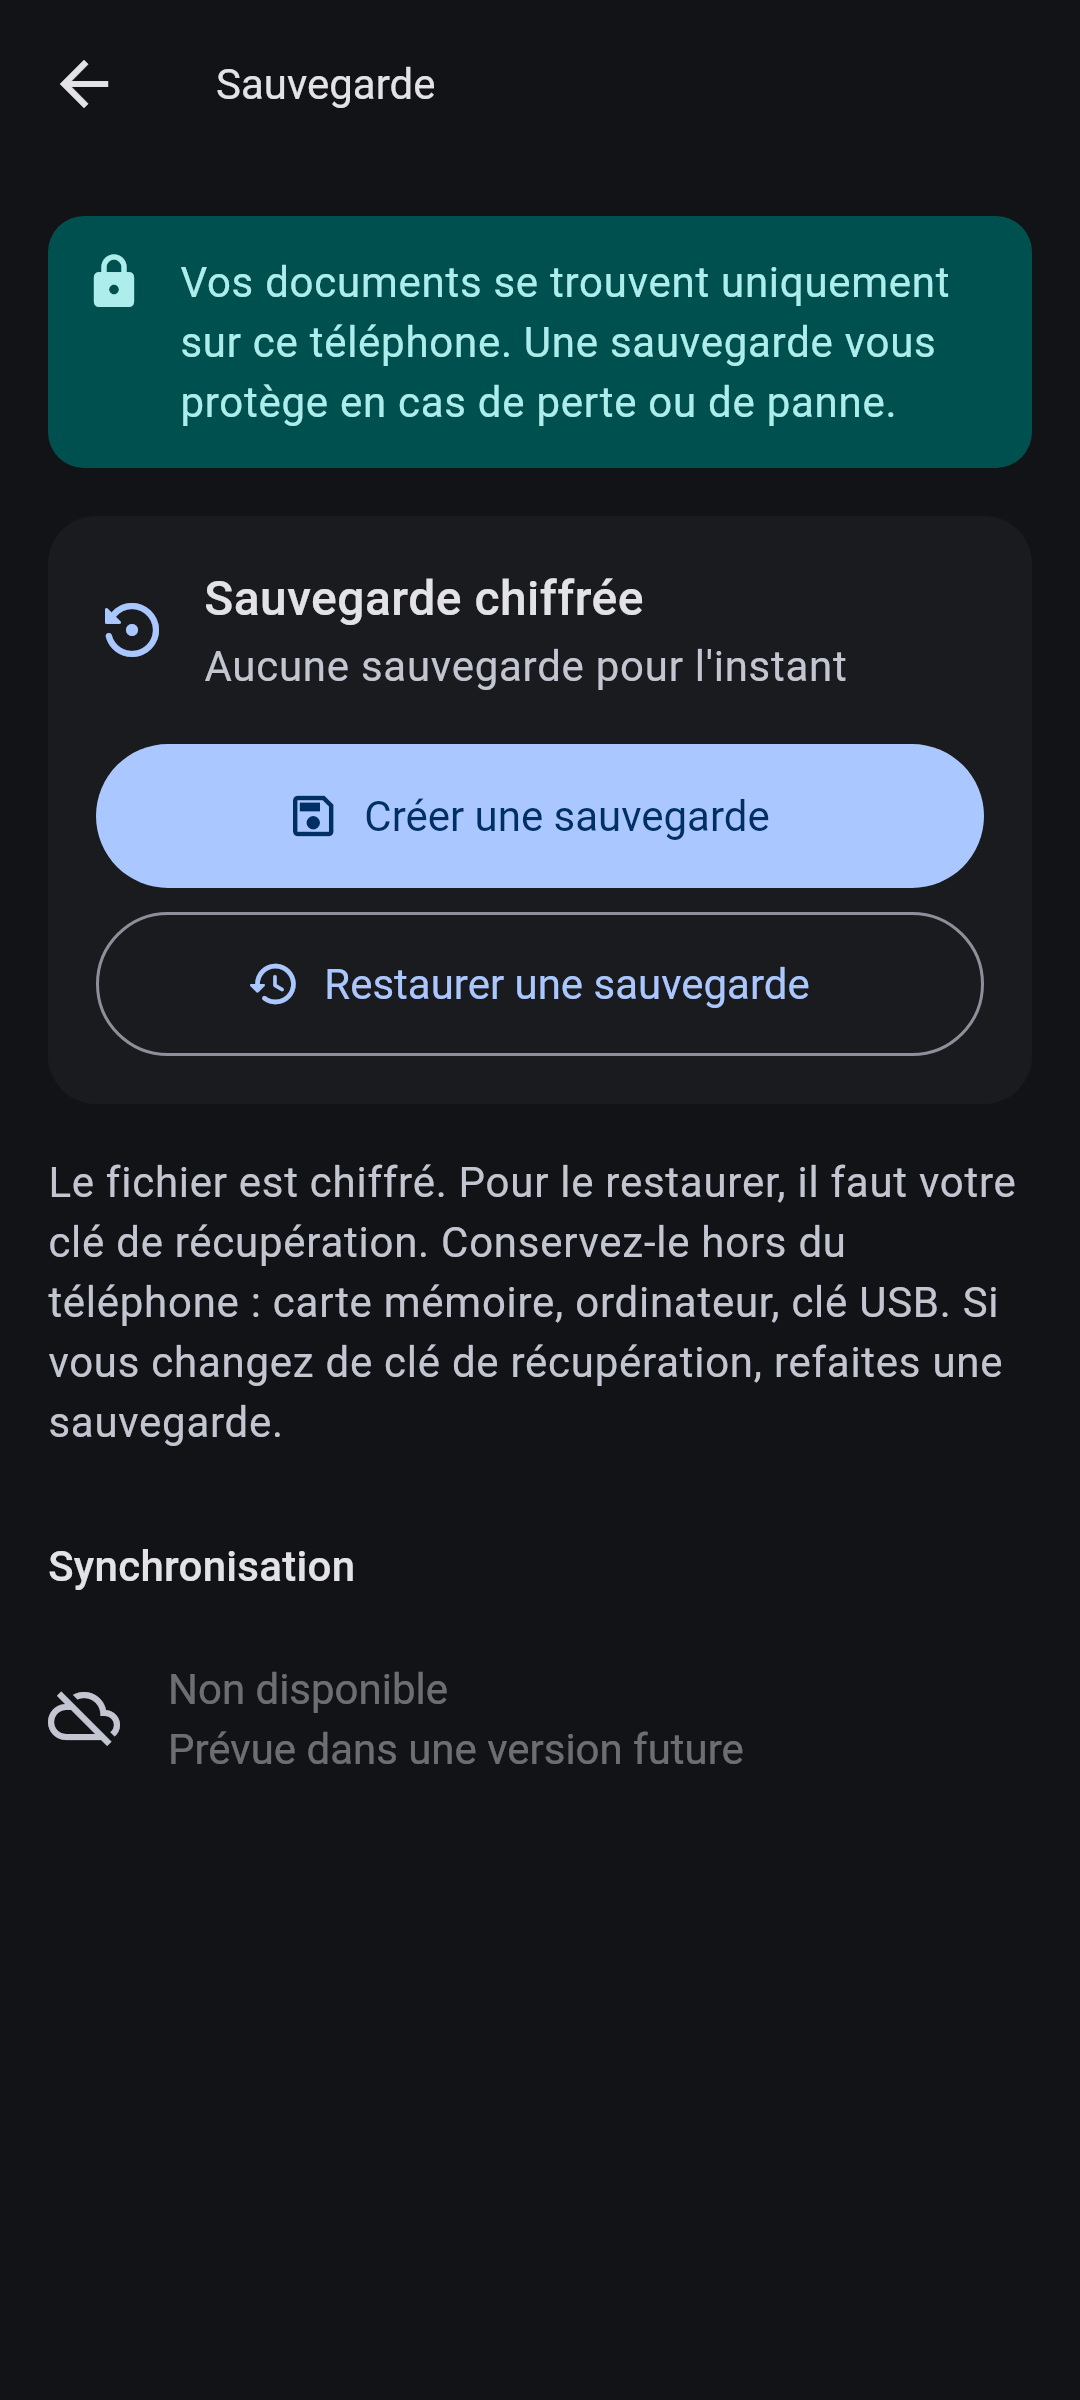 Sauvegarde
Vos documents se trouvent uniquement
sur ce téléphone. Une sauvegarde vous
protège en cas de perte ou de panne.
Sauvegarde chiffrée
Aucune sauvegarde pour l'instant
Créer une sauvegarde
Restaurer une sauvegarde
Le fichier est chiffré. Pour le restaurer, il faut votre
clé de récupération. Conservez-le hors du
téléphone : carte mémoire, ordinateur, clé USB. Si
vous changez de clé de récupération, refaites une
sauvegarde.
Synchronisation
Non disponible
Prévue dans une version future